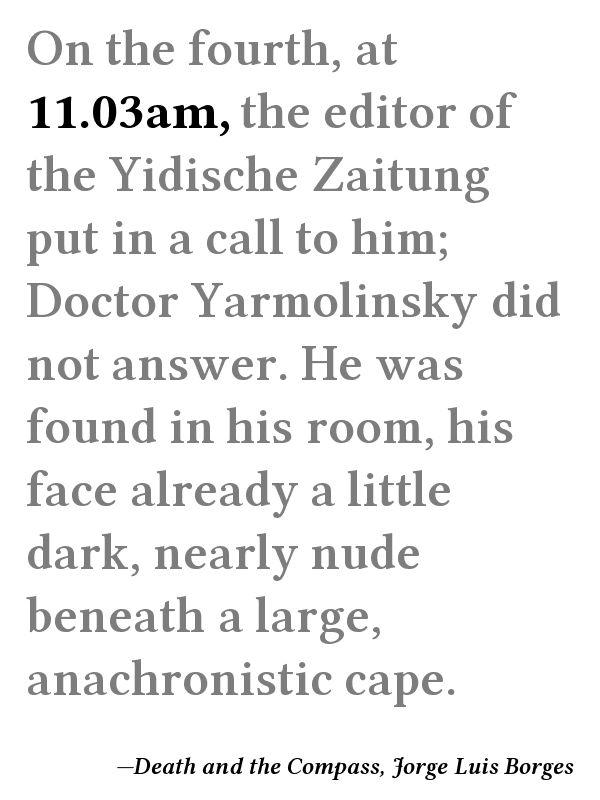 On the fourth, at
11.03am, the editor of
the Yidische Zaitung
put in a call to him;
Doctor Yarmolinsky did
not answer. He was
found in his room, his
face already a little
dark, nearly nude
beneath a large,
anachronistic cape.
—Death and the Compass, Jorge Luis Borges